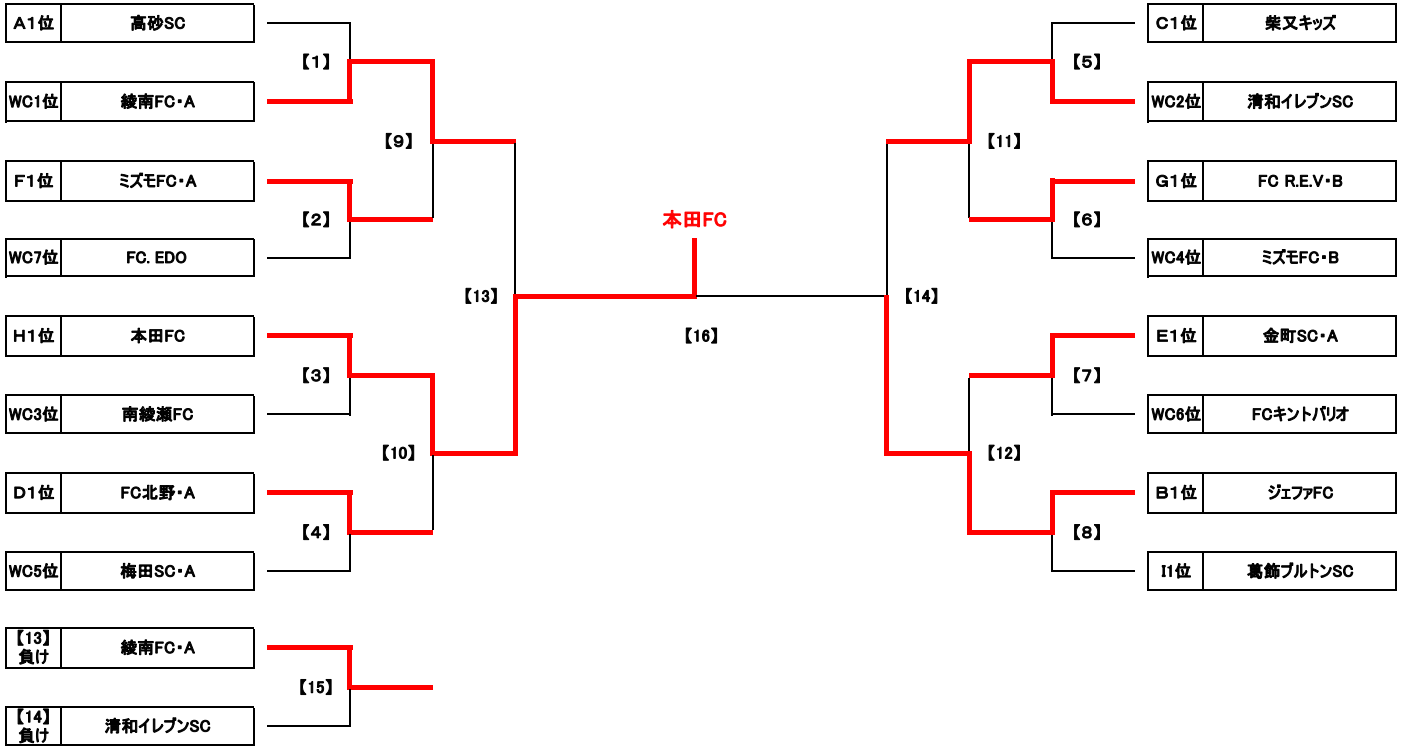 A1位 高砂SC
【1】
WC1位 綾南FC・A
【9】
F1位 ミズモFC・A
【2】
WC7位 FC. EDO
【13】
H1位 本田FC
【3】
WC3位 南綾瀬FC
【10】
D1位 FC北野・A
【4】
WC5位 梅田SC・A
【13】
負け 綾南FC・A
【15】
【14】
負け 清和イレブンSC
本田FC
【16】
C1位 柴又キッズ
【5】
WC2位 清和イレブンSC
【11】
G1位 FC R.E.V・B
【6】
WC4位 ミズモFC・B
【14】
E1位 金町SC・A
【7】
WC6位 FCキントバリオ
【12】
B1位 ジェファFC
【8】
I1位 葛飾ブルトンSC